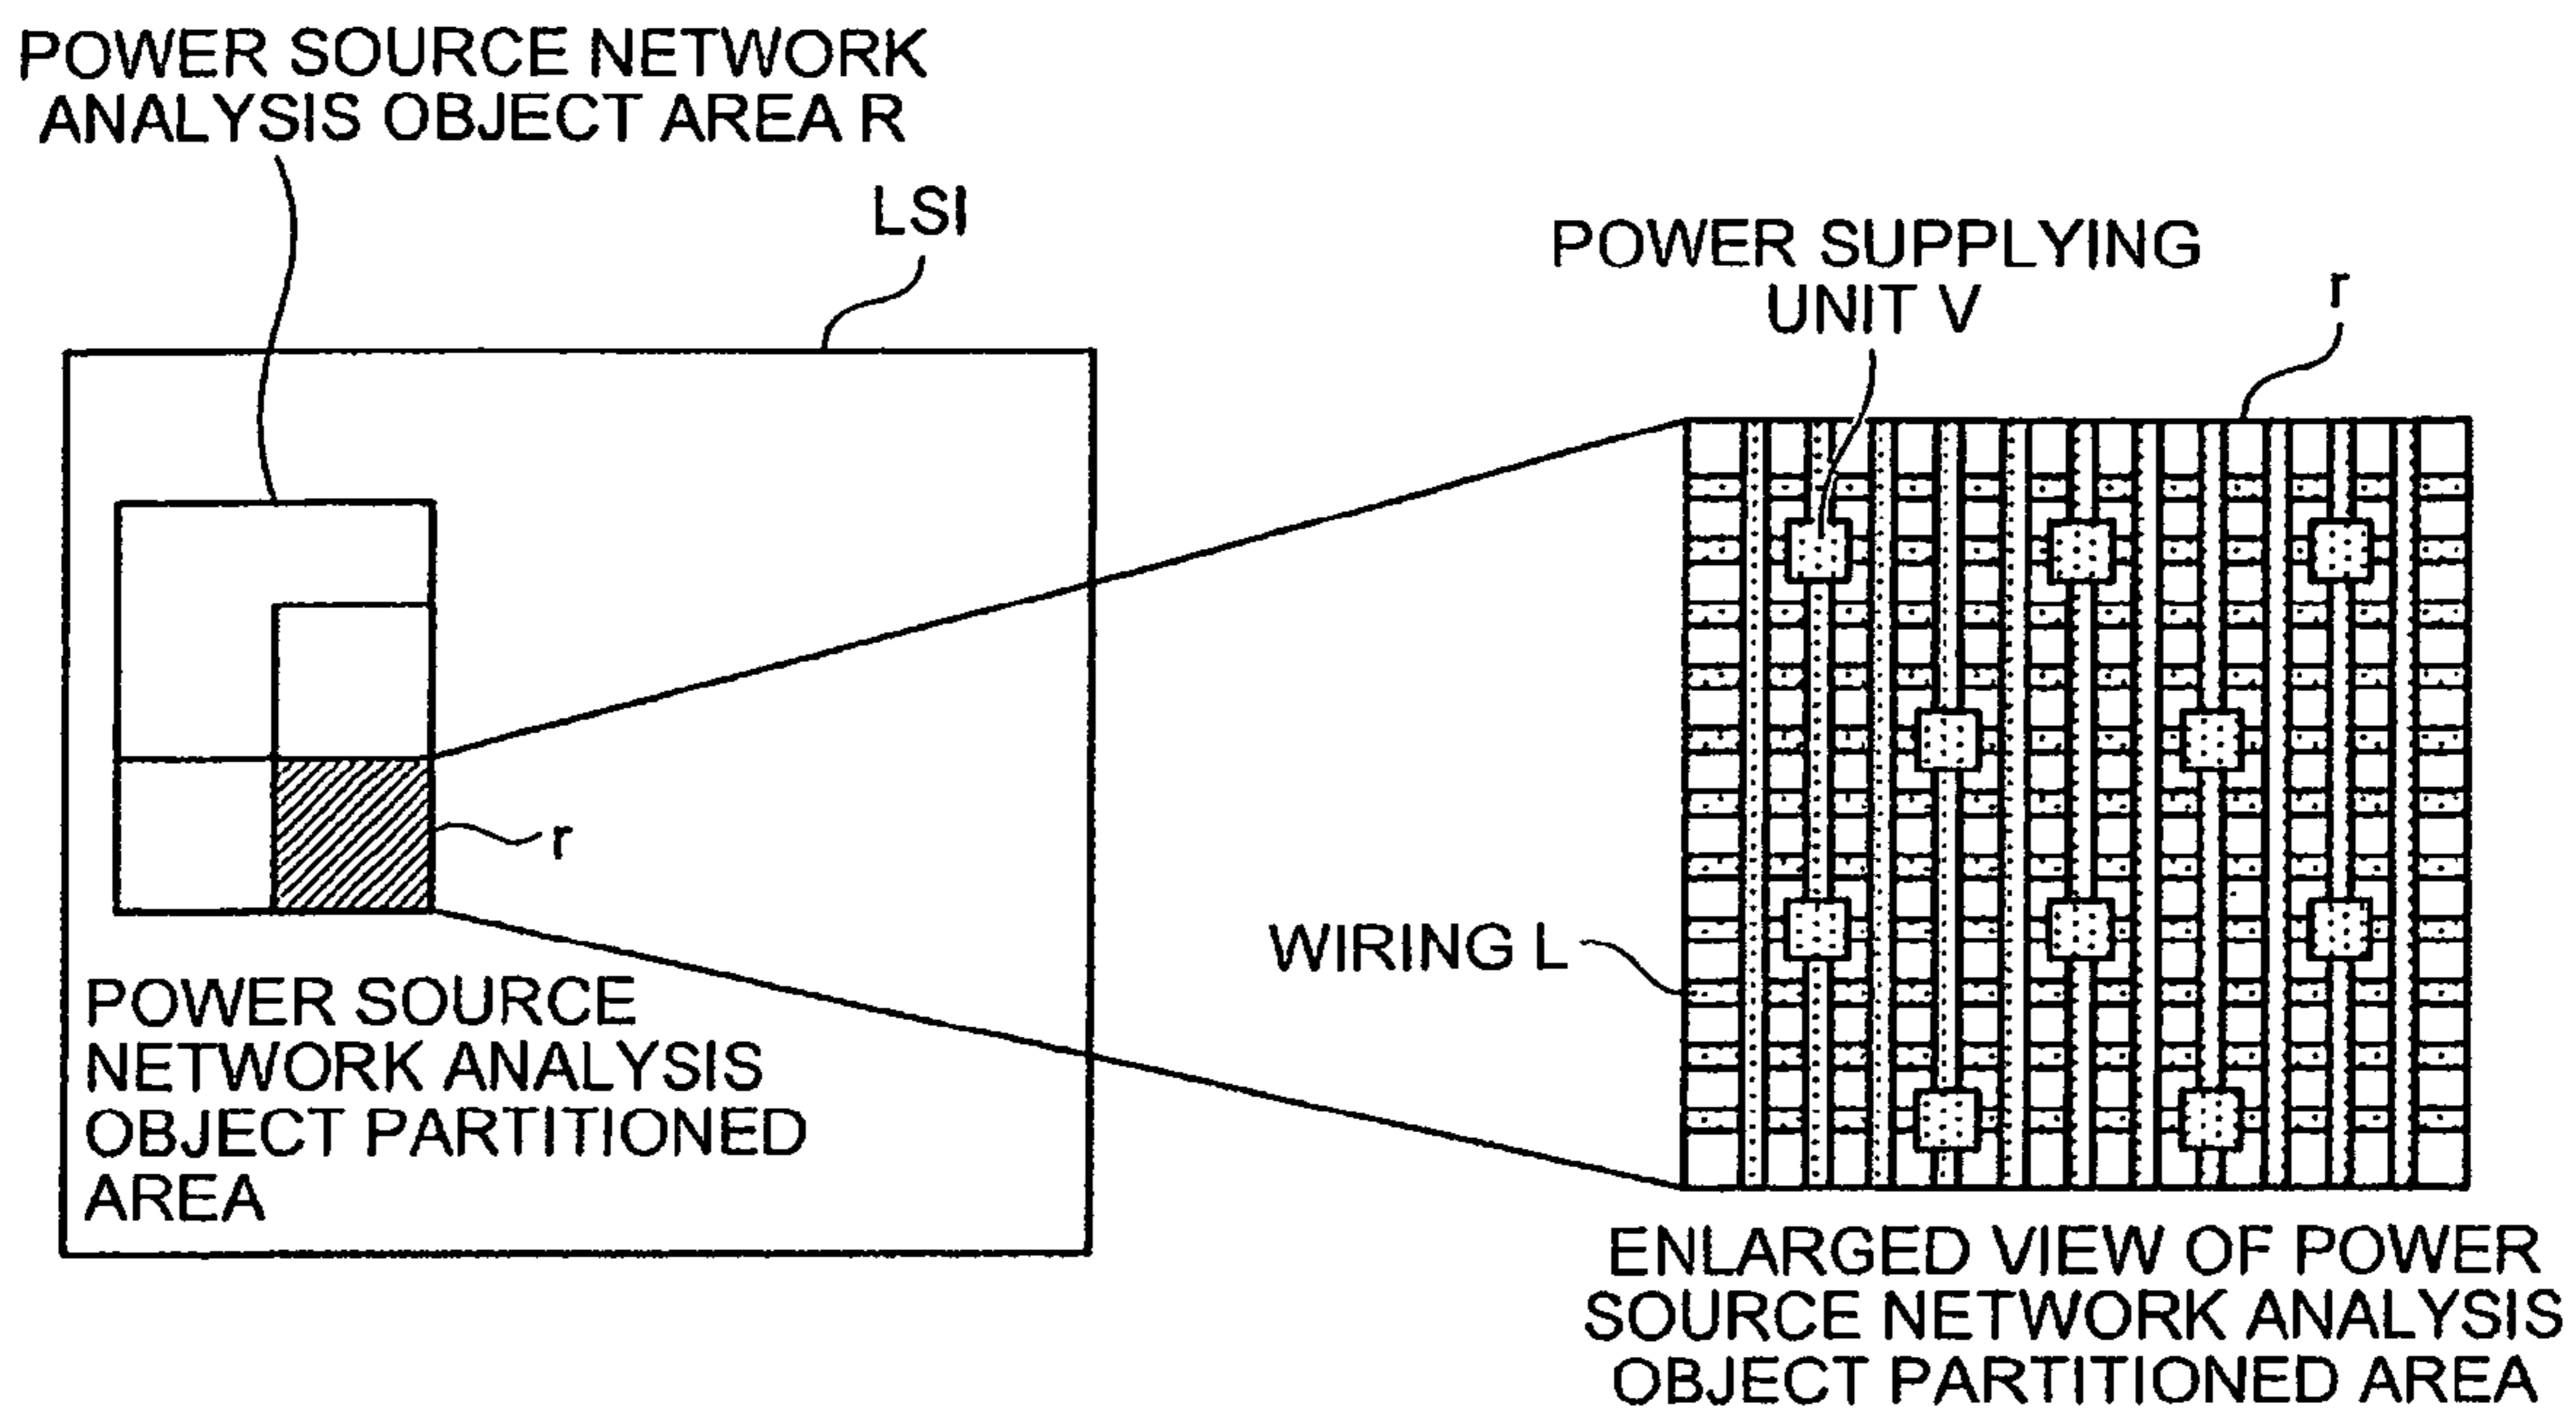 POWER SOURCE NETWORK
ANALYSIS OBJECT AREA R
LSI
POWER SUPPLYING
UNIT V
r
r
WIRING L
POWER SOURCE
NETWORK ANALYSIS
OBJECT PARTITIONED
AREA
ENLARGED VIEW OF POWER
SOURCE NETWORK ANALYSIS
OBJECT PARTITIONED AREA